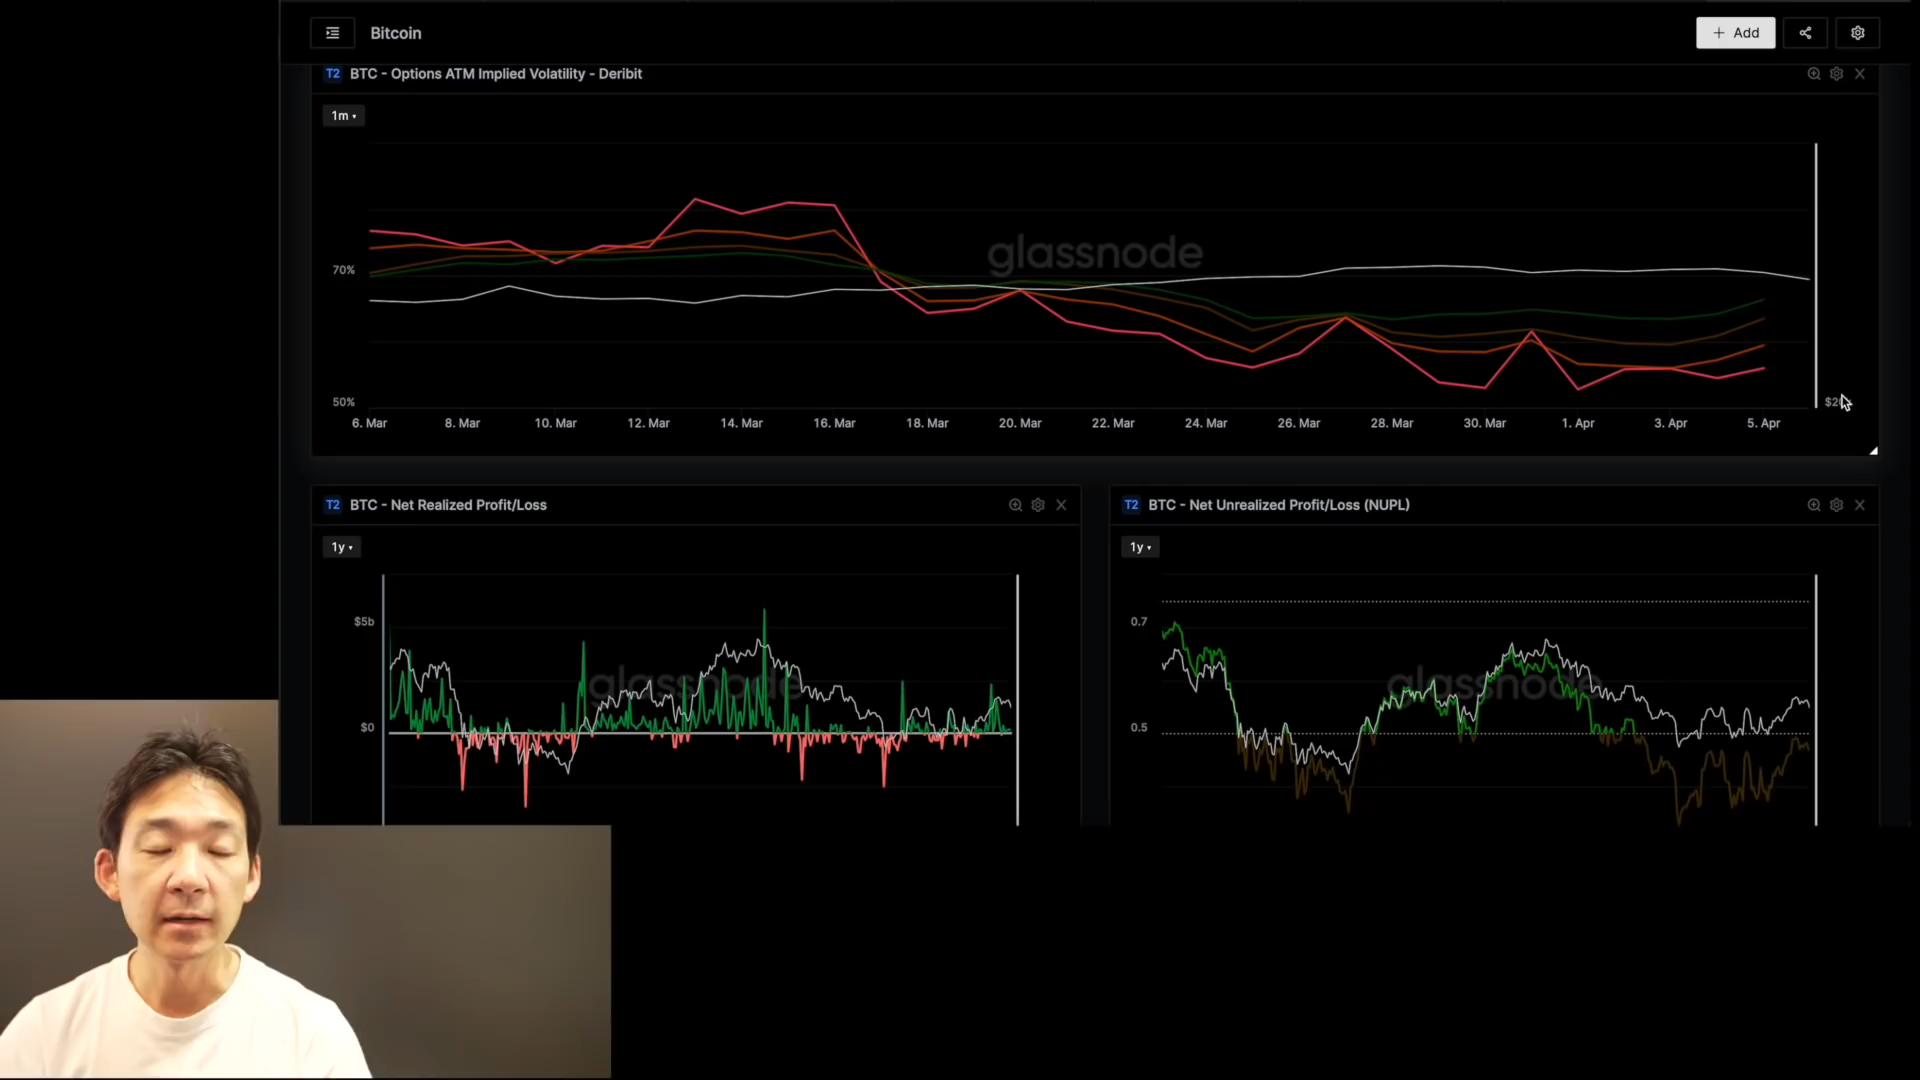 Bitcoin
+ Add
T2 BTC - Options ATM Implied Volatility - Deribit
1m
glassnode
70%
50%
6. Mar 8. Mar 10. Mar 12. Mar 14. Mar 16. Mar 18. Mar 20. Mar 22. Mar 24. Mar 26. Mar 28. Mar 30. Mar 1. Apr 3. Apr 5. Apr
T2 BTC - Net Realized Profit/Loss
1y
glassnode
$5b
$0
T2 BTC - Net Unrealized Profit/Loss (NUPL)
1y
glassnode
0.7
0.5